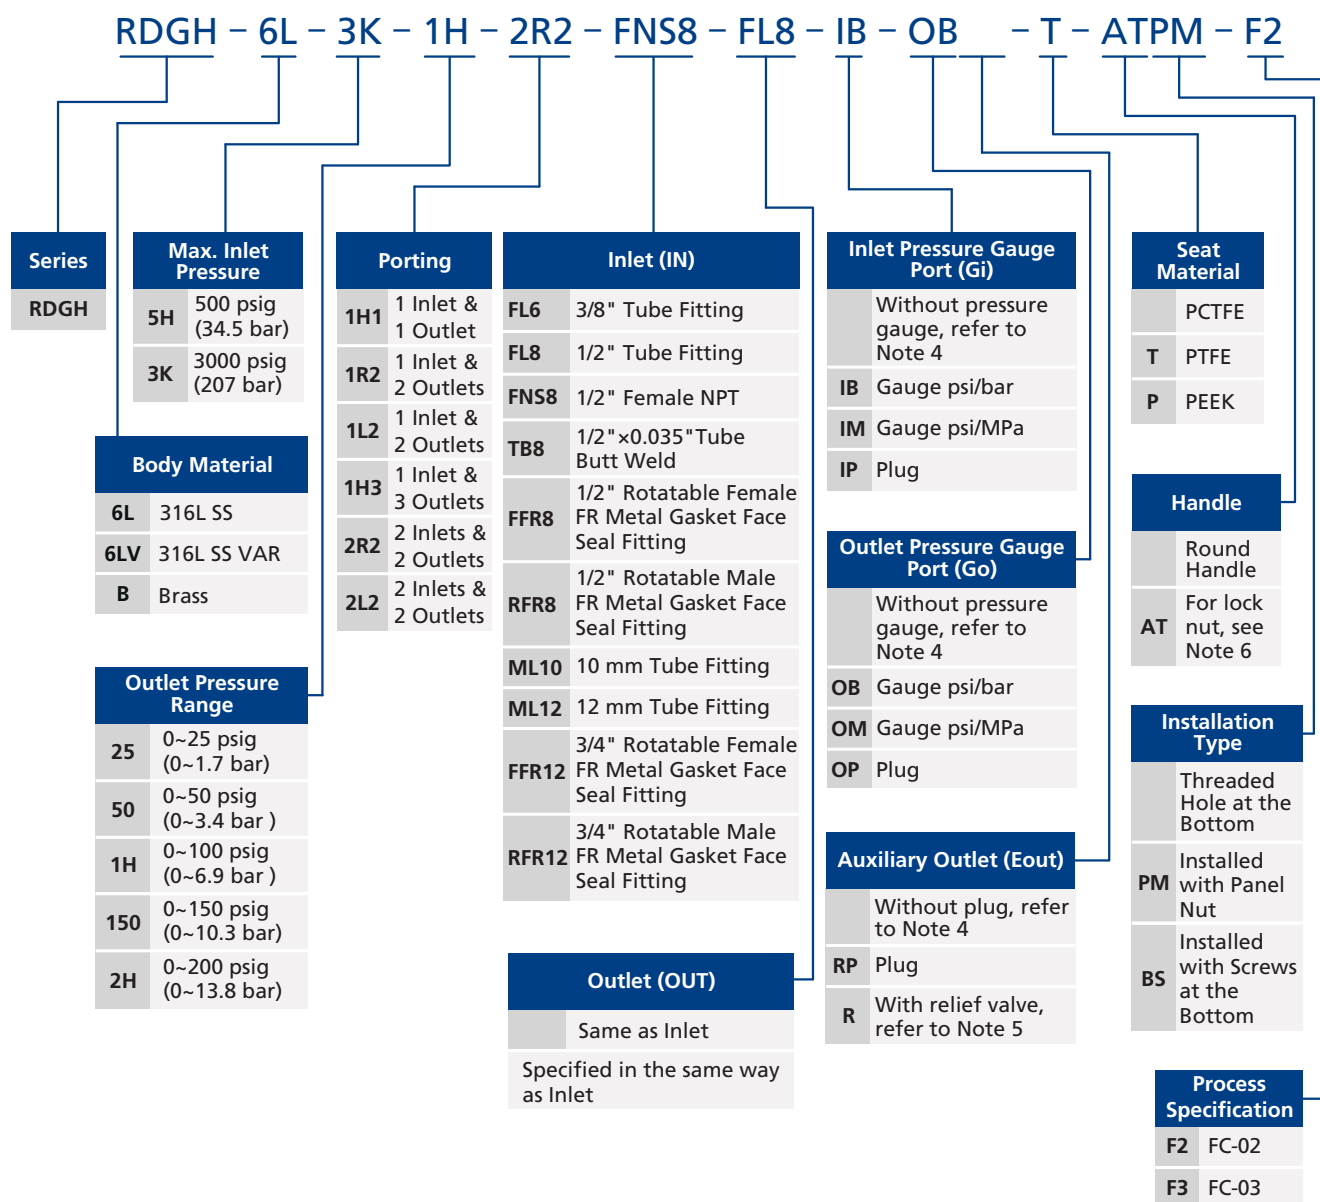 RDGH – 6L – 3K – 1H – 2R2 – FNS8 – FL8 – IB – OB – T – ATPM – F2
Series
RDGH
Max. Inlet
Pressure
5H 500 psig
(34.5 bar)
3K 3000 psig
(207 bar)
Body Material
6L 316L SS
6LV 316L SS VAR
B Brass
Outlet Pressure
Range
25 0~25 psig
(0~1.7 bar)
50 0~50 psig
(0~3.4 bar )
1H 0~100 psig
(0~6.9 bar )
150 0~150 psig
(0~10.3 bar)
2H 0~200 psig
(0~13.8 bar)
Porting
1H1 1 Inlet &
1 Outlet
1R2 1 Inlet &
2 Outlets
1L2 1 Inlet &
2 Outlets
1H3 1 Inlet &
3 Outlets
2R2 2 Inlets &
2 Outlets
2L2 2 Inlets &
2 Outlets
Inlet (IN)
FL6 3/8" Tube Fitting
FL8 1/2" Tube Fitting
FNS8 1/2" Female NPT
TB8 1/2"×0.035"Tube
Butt Weld
FFR8 1/2" Rotatable Female
FR Metal Gasket Face
Seal Fitting
RFR8 1/2" Rotatable Male
FR Metal Gasket Face
Seal Fitting
ML10 10 mm Tube Fitting
ML12 12 mm Tube Fitting
FFR12 3/4" Rotatable Female
FR Metal Gasket Face
Seal Fitting
RFR12 3/4" Rotatable Male
FR Metal Gasket Face
Seal Fitting
Outlet (OUT)
Same as Inlet
Specified in the same way
as Inlet
Inlet Pressure Gauge
Port (Gi)
Without pressure
gauge, refer to
Note 4
IB Gauge psi/bar
IM Gauge psi/MPa
IP Plug
Outlet Pressure Gauge
Port (Go)
Without pressure
gauge, refer to
Note 4
OB Gauge psi/bar
OM Gauge psi/MPa
OP Plug
Auxiliary Outlet (Eout)
Without plug, refer
to Note 4
RP Plug
R With relief valve,
refer to Note 5
Seat
Material
PCTFE
T PTFE
P PEEK
Handle
Round
Handle
AT For lock
nut, see
Note 6
Installation
Type
Threaded
Hole at the
Bottom
PM Installed
with Panel
Nut
BS Installed
with Screws
at the
Bottom
Process
Specification
F2 FC-02
F3 FC-03